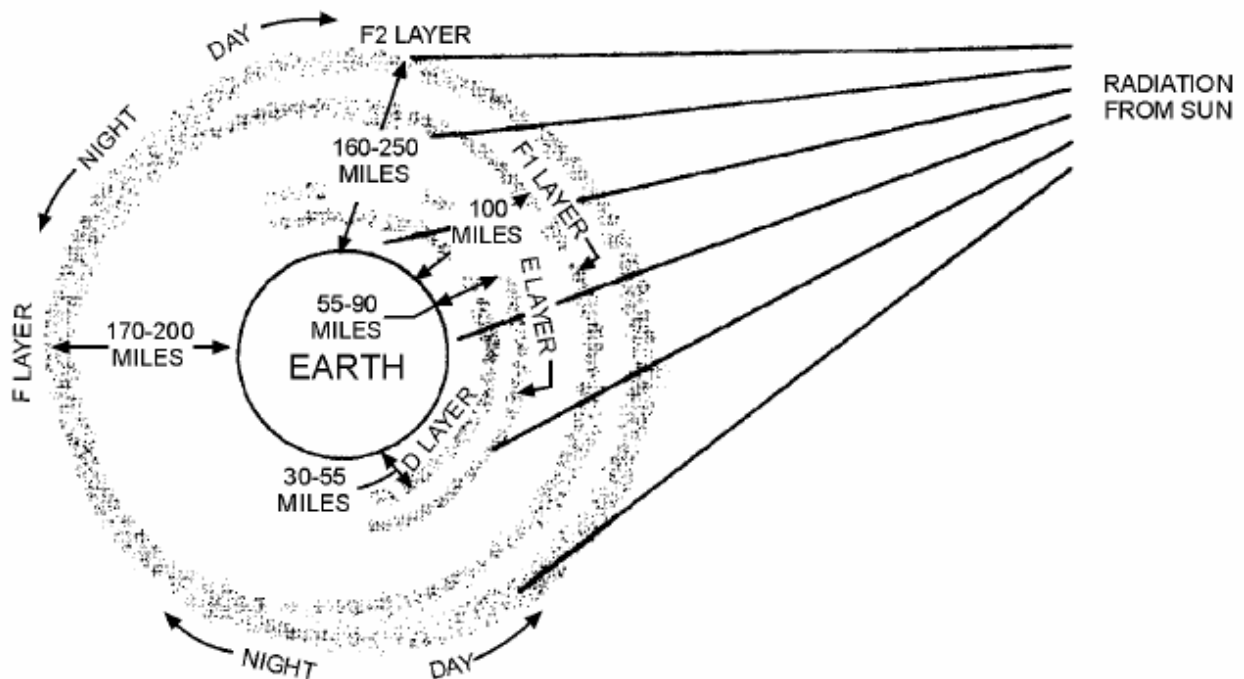 DAY
F2 LAYER
RADIATION
FROM SUN
NIGHT
160-250
MILES
F1 LAYER
100
MILES
E LAYER
55-90
MILES
F LAYER
170-200
MILES
EARTH
D LAYER
30-55
MILES
NIGHT
DAY